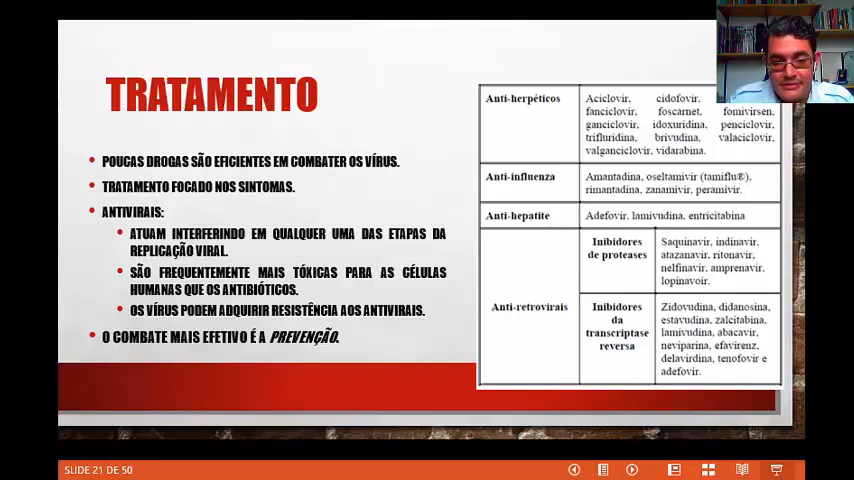 TRATAMENTO
• POUCAS DROGAS SÃO EFICIENTES EM COMBATER OS VÍRUS.
• TRATAMENTO FOCADO NOS SINTOMAS.
• ANTIVIRAIS:
• ATUAM INTERFERINDO EM QUALQUER UMA DAS ETAPAS DA
REPLICAÇÃO VIRAL.
• SÃO FREQUENTEMENTE MAIS TÓXICAS PARA AS CÉLULAS
HUMANAS QUE OS ANTIBIÓTICOS.
• OS VÍRUS PODEM ADQUIRIR RESISTÊNCIA AOS ANTIVIRAIS.
• O COMBATE MAIS EFETIVO É A PREVENÇÃO.
Anti-herpéticos
Aciclovir, cidofovir,
fanciclovir, foscarnet, fomivirsen,
ganciclovir, idoxuridina, penciclovir,
trifluridina, brivudina, valaciclovir,
valganciclovir, vidarabina.
Anti-influenza
Amantadina, oseltamivir (tamiflu®),
rimantadina, zanamivir, peramivir.
Anti-hepatite
Adefovir, lamivudina, entricitabina
Anti-retrovirais
Inibidores
de proteases
Saquinavir, indinavir,
atazanavir, ritonavir,
nelfinavir, amprenavir,
lopinavoir.
Inibidores
da
transcriptase
reversa
Zidovudina, didanosina,
estavudina, zalcitabina,
lamivudina, abacavir,
neviparina, efavirenz,
delavirdina, tenofovir e
adefovir.
SLIDE 21 DE 50